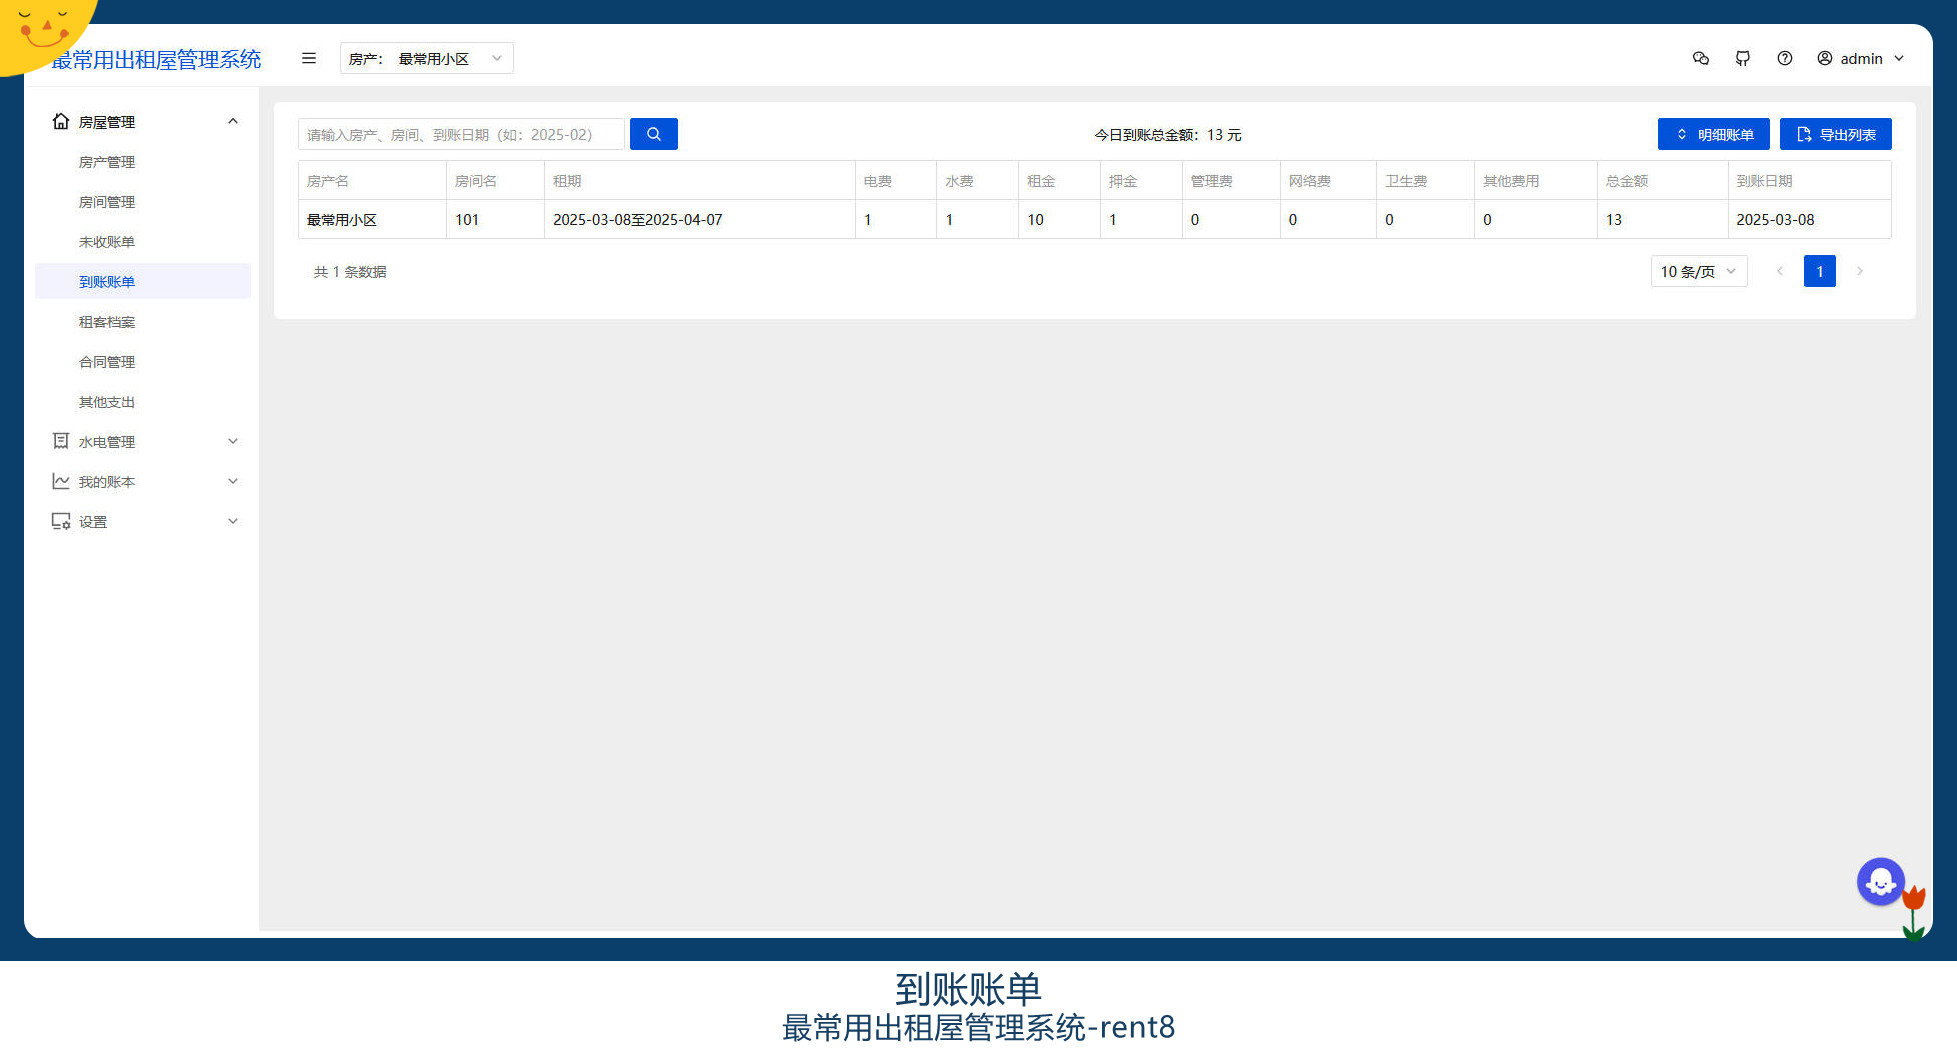 最常用出租屋管理系统
房产： 最常用小区
admin
房屋管理
房产管理
房间管理
未收账单
到账账单
租客档案
合同管理
其他支出
水电管理
我的账本
设置
请输入房产、房间、到账日期（如：2025-02）
今日到账总金额：13 元
明细账单
导出列表
房产名 房间名 租期 电费 水费 租金 押金 管理费 网络费 卫生费 其他费用 总金额 到账日期
最常用小区 101 2025-03-08至2025-04-07 1 1 10 1 0 0 0 0 13 2025-03-08
共 1 条数据
10 条/页
1
到账账单
最常用出租屋管理系统-rent8